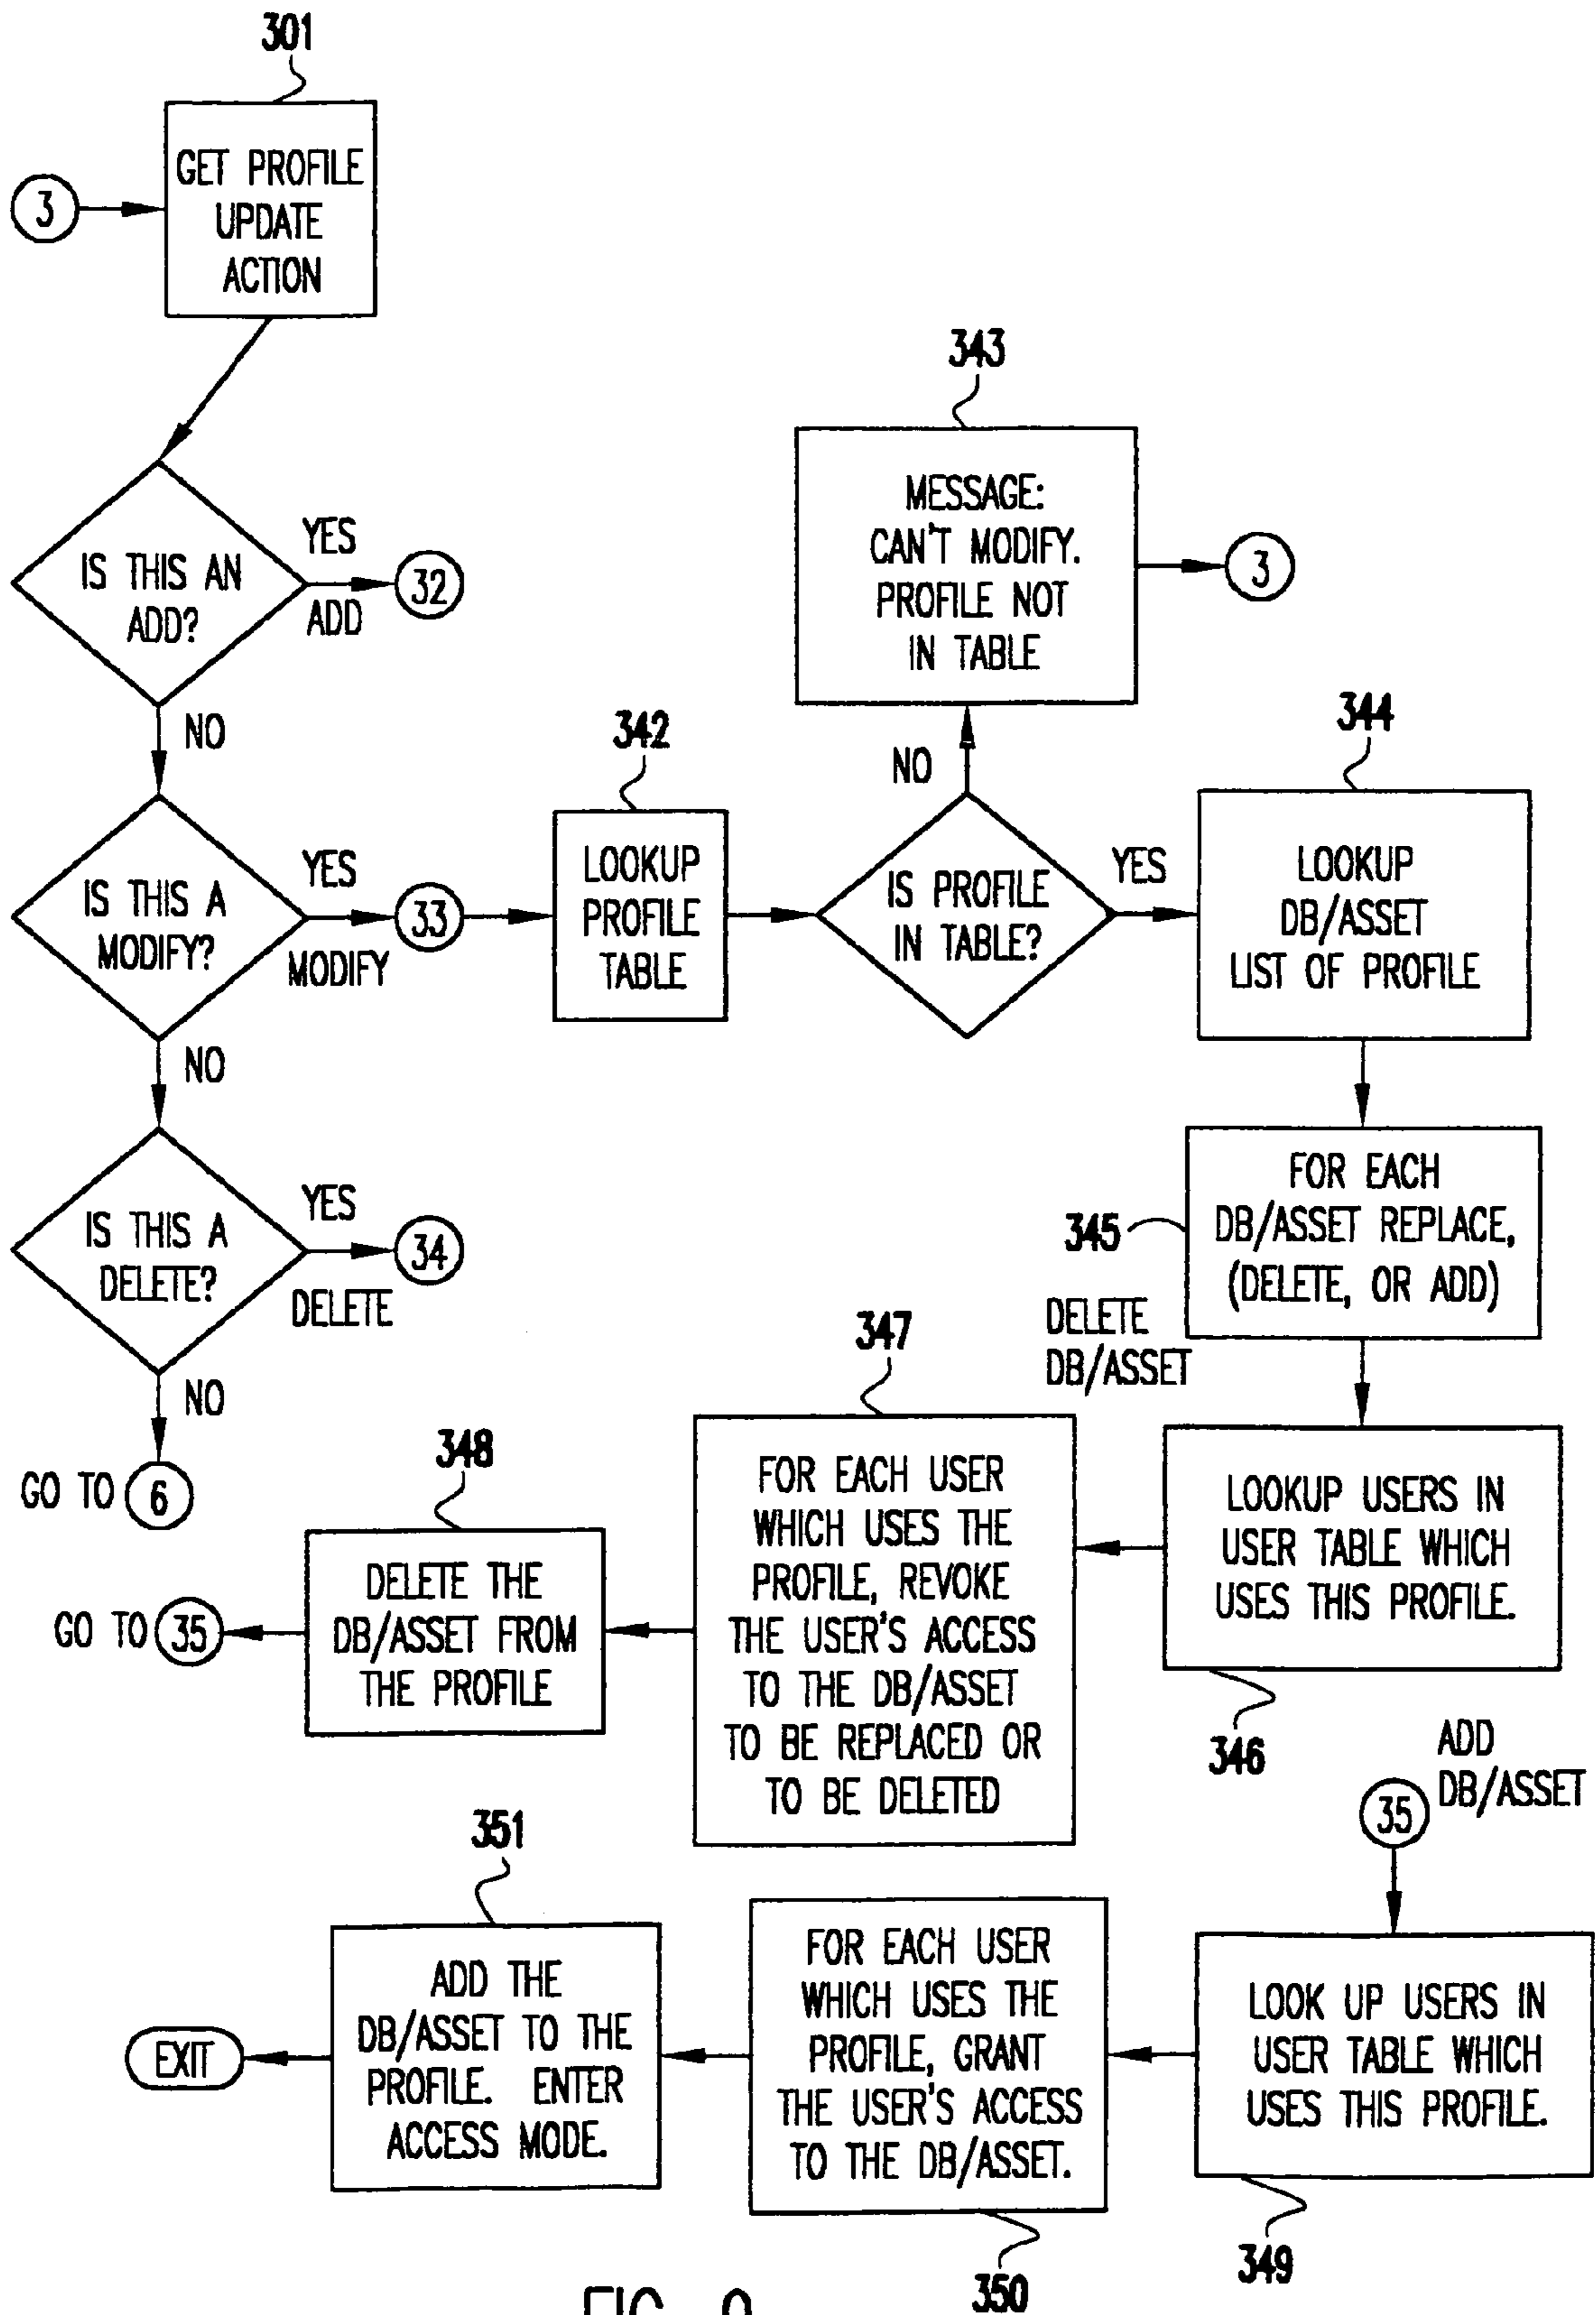 301
GET PROFILE
UPDATE
ACTION
3
IS THIS AN
ADD?
YES
ADD
32
NO
IS THIS A
MODIFY?
YES
MODIFY
33
342
LOOKUP
PROFILE
TABLE
IS PROFILE
IN TABLE?
NO
343
MESSAGE:
CAN'T MODIFY.
PROFILE NOT
IN TABLE
3
YES
344
LOOKUP
DB/ASSET
LIST OF PROFILE
NO
IS THIS A
DELETE?
YES
DELETE
34
NO
GO TO 6
345
FOR EACH
DB/ASSET REPLACE,
(DELETE, OR ADD)
DELETE
DB/ASSET
LOOKUP USERS IN
USER TABLE WHICH
USES THIS PROFILE.
346
347
FOR EACH USER
WHICH USES THE
PROFILE, REVOKE
THE USER'S ACCESS
TO THE DB/ASSET
TO BE REPLACED OR
TO BE DELETED
348
DELETE THE
DB/ASSET FROM
THE PROFILE
GO TO 35
ADD
DB/ASSET
35
LOOK UP USERS IN
USER TABLE WHICH
USES THIS PROFILE.
349
FOR EACH USER
WHICH USES THE
PROFILE, GRANT
THE USER'S ACCESS
TO THE DB/ASSET.
350
351
ADD THE
DB/ASSET TO THE
PROFILE. ENTER
ACCESS MODE.
EXIT